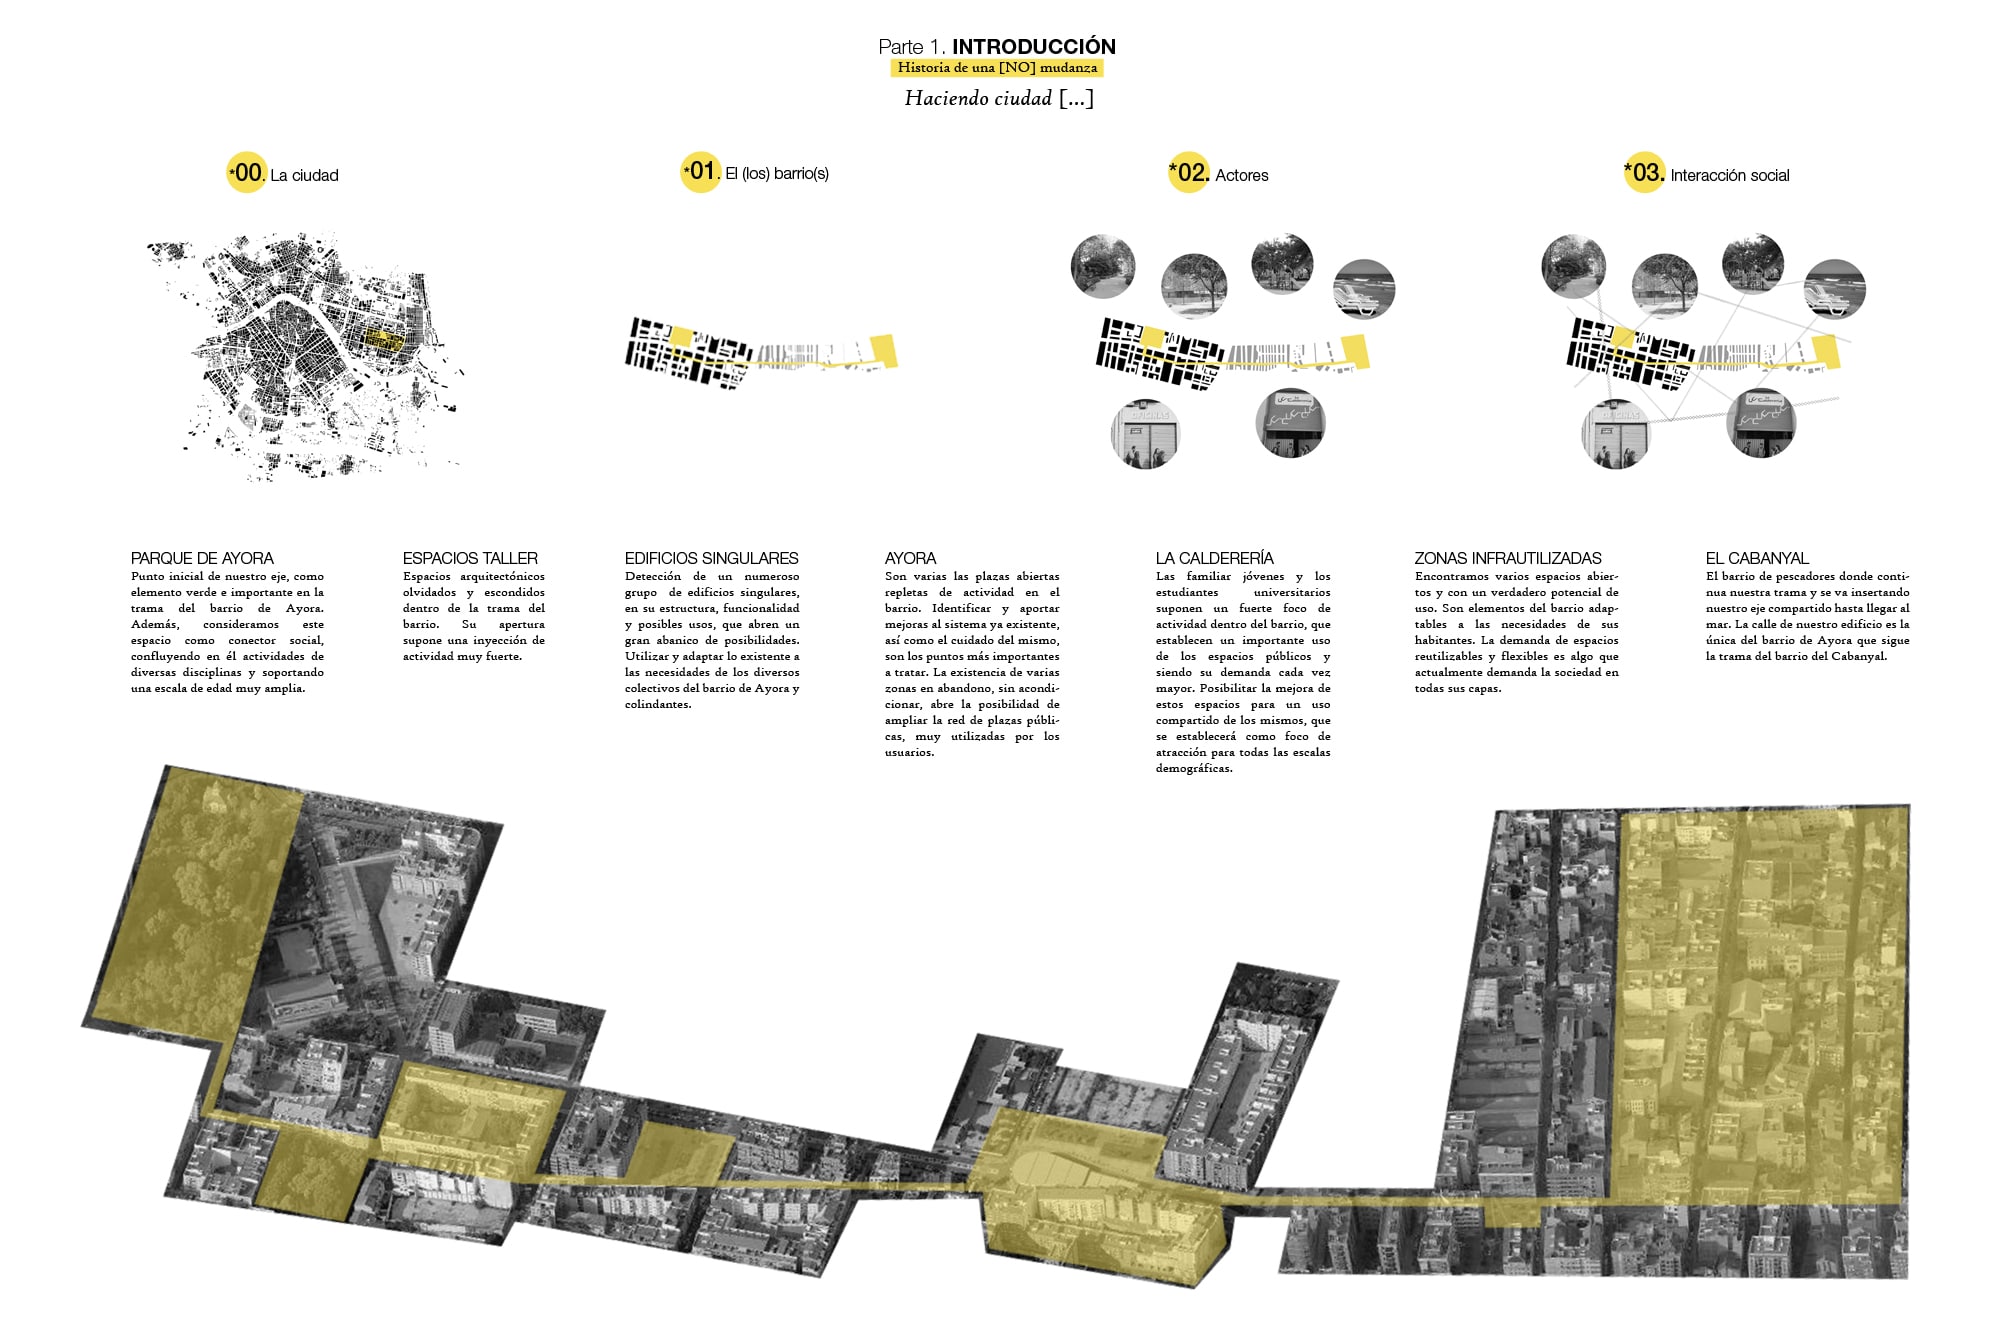 Parte 1. INTRODUCCIÓN
Historia de una [NO] mudanza
Haciendo ciudad [...]
*00. La ciudad
*01. El (los) barrio(s)
*02. Actores
*03. Interacción social
OFICINAS
OFICINAS
PARQUE DE AYORA
Punto inicial de nuestro eje, como
elemento verde e importante en la
trama del barrio de Ayora.
Además, consideramos este
espacio como conector social,
confluyendo en él actividades de
diversas disciplinas y soportando
una escala de edad muy amplia.
ESPACIOS TALLER
Espacios arquitectónicos
olvidados y escondidos
dentro de la trama del
barrio. Su apertura
supone una inyección de
actividad muy fuerte.
EDIFICIOS SINGULARES
Detección de un numeroso
grupo de edificios singulares,
en su estructura, funcionalidad
y posibles usos, que abren un
gran abanico de posibilidades.
Utilizar y adaptar lo existente a
las necesidades de los diversos
colectivos del barrio de Ayora y
colindantes.
AYORA
Son varias las plazas abiertas
repletas de actividad en el
barrio. Identificar y aportar
mejoras al sistema ya existente,
así como el cuidado del mismo,
son los puntos más importantes
a tratar. La existencia de varias
zonas en abandono, sin acondi-
cionar, abre la posibilidad de
ampliar la red de plazas públi-
cas, muy utilizadas por los
usuarios.
LA CALDERERÍA
Las familiar jóvenes y los
estudiantes universitarios
suponen un fuerte foco de
actividad dentro del barrio, que
establecen un importante uso
de los espacios públicos y
siendo su demanda cada vez
mayor. Posibilitar la mejora de
estos espacios para un uso
compartido de los mismos, que
se establecerá como foco de
atracción para todas las escalas
demográficas.
ZONAS INFRAUTILIZADAS
Encontramos varios espacios abier-
tos y con un verdadero potencial de
uso. Son elementos del barrio adap-
tables a las necesidades de sus
habitantes. La demanda de espacios
reutilizables y flexibles es algo que
actualmente demanda la sociedad en
todas sus capas.
EL CABANYAL
El barrio de pescadores donde conti-
nua nuestra trama y se va insertando
nuestro eje compartido hasta llegar al
mar. La calle de nuestro edificio es la
única del barrio de Ayora que sigue
la trama del barrio del Cabanyal.